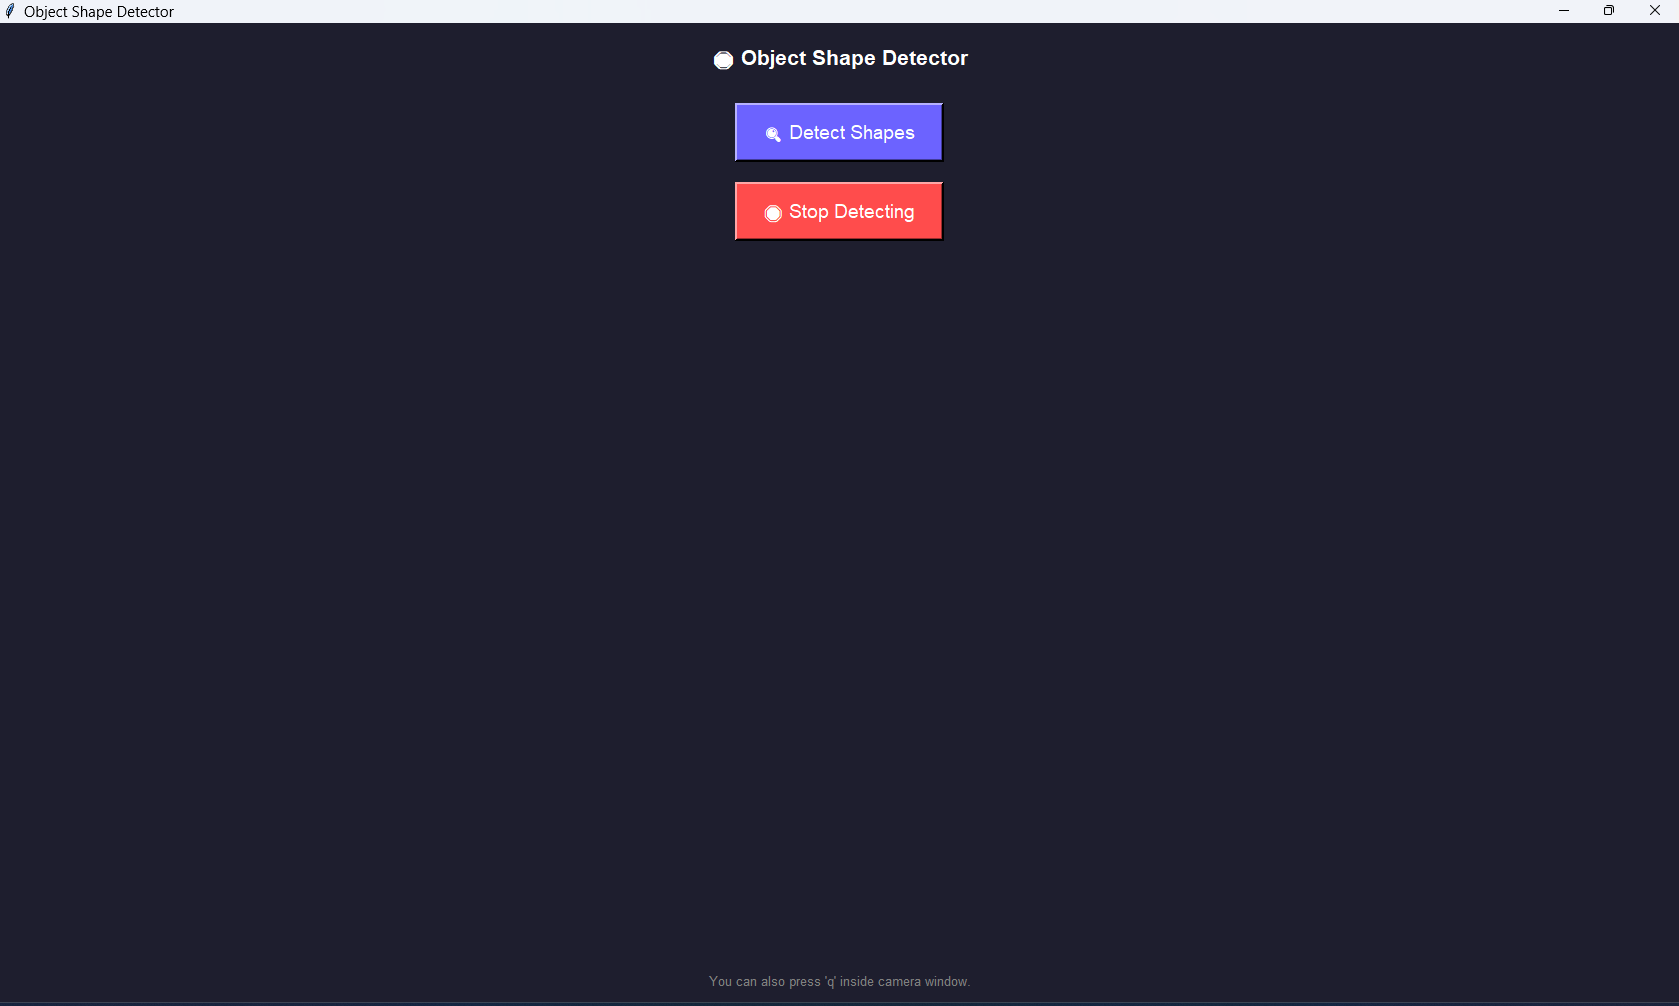 Object Shape Detector
Object Shape Detector
Detect Shapes
Stop Detecting
You can also press 'q' inside camera window.